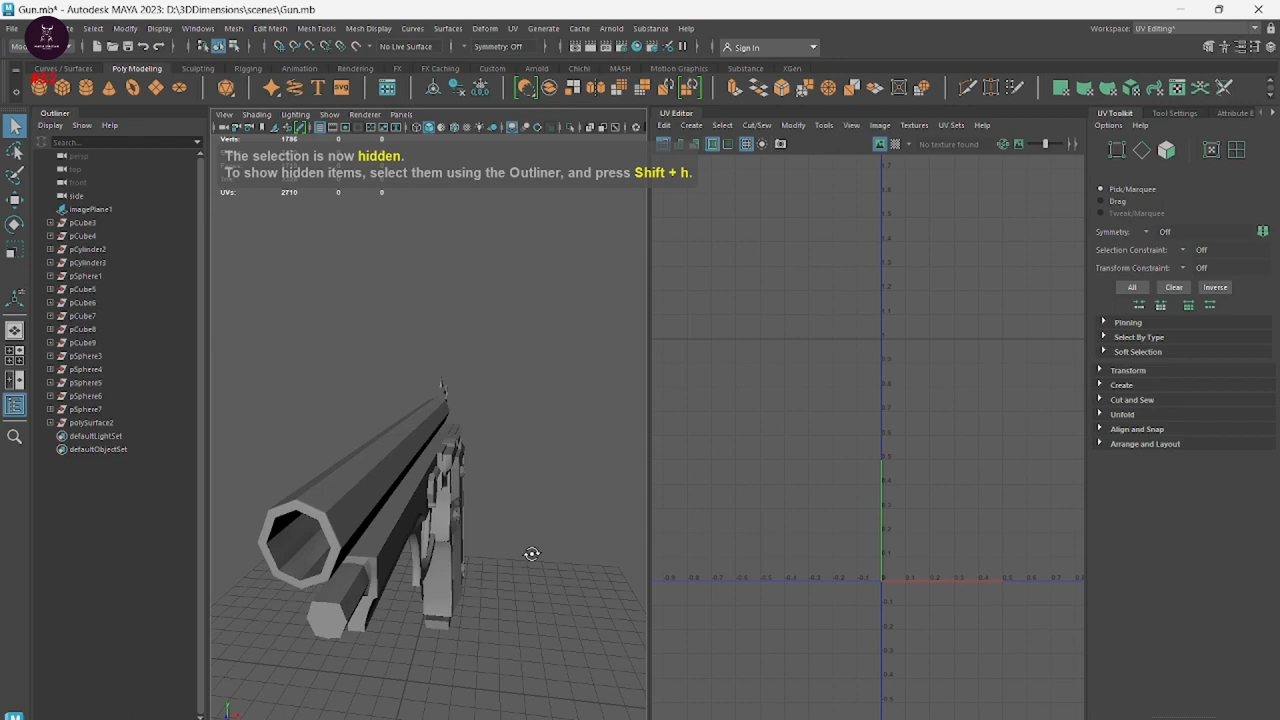 Gun.mb* - Autodesk MAYA 2023: D:\3DDimensions\scenes\Gun.mb
File Select Modify Display Windows Mesh Edit Mesh Mesh Tools Mesh Display Curves Surfaces Deform UV Generate Cache Arnold Substance Help
Workspace: UV Editing*
No Live Surface
Symmetry: Off
Sign In
Curves / Surfaces Poly Modeling Sculpting Rigging Animation Rendering FX FX Caching Custom Arnold MASH Motion Graphics UV Editing Substance XGen
Outliner
Display Show Help
Search...
persp
top
front
side
imagePlane1
pCube3
pCube4
pCylinder2
pCylinder3
pSphere1
pCube5
pCube6
pCube7
pCube8
pCube9
pSphere3
pSphere4
pSphere5
pSphere6
pSphere7
polySurface2
defaultLightSet
defaultObjectSet
View Shading Lighting Show Renderer Panels
Verts: 1786 0 0
The selection is now hidden.
To show hidden items, select them using the Outliner, and press Shift + h.
UVs: 2710 0 0
UV Editor
Edit Create Select Cut/Sew Modify Tools View Image Textures UV Sets Help
No texture found
UV Toolkit Tool Settings Attribute E
Options Help
Pick/Marquee
Drag
Tweak/Marquee
Symmetry: Off
Selection Constraint: Off
Transform Constraint: Off
All Clear Inverse
Pinning
Select By Type
Soft Selection
Transform
Create
Cut and Sew
Unfold
Align and Snap
Arrange and Layout